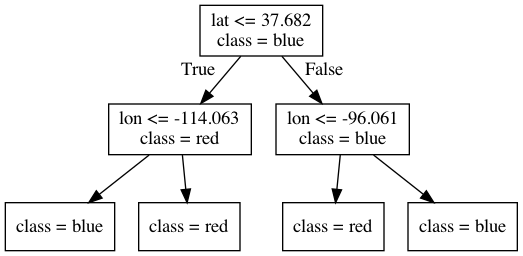 lat <= 37.682
class = blue
True
False
lon <= -114.063
class = red
lon <= -96.061
class = blue
class = blue
class = red
class = red
class = blue